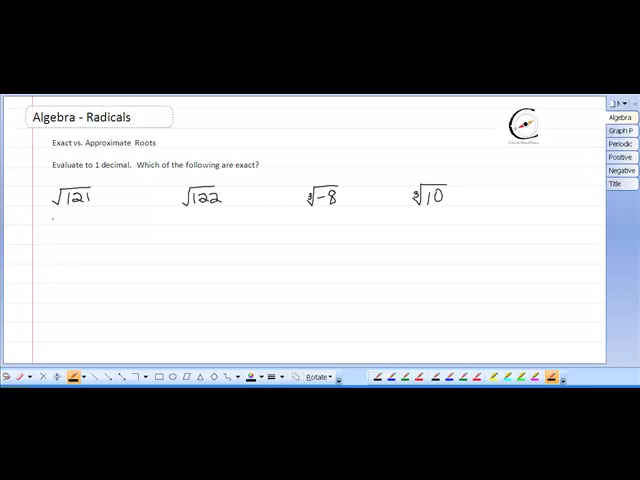 Algebra - Radicals
Exact vs. Approximate Roots
Evaluate to 1 decimal. Which of the following are exact?
√121 √122 ∛-8 ∛10
Algebra
Graph P
Periodic
Positive
Negative
Title
Rotate